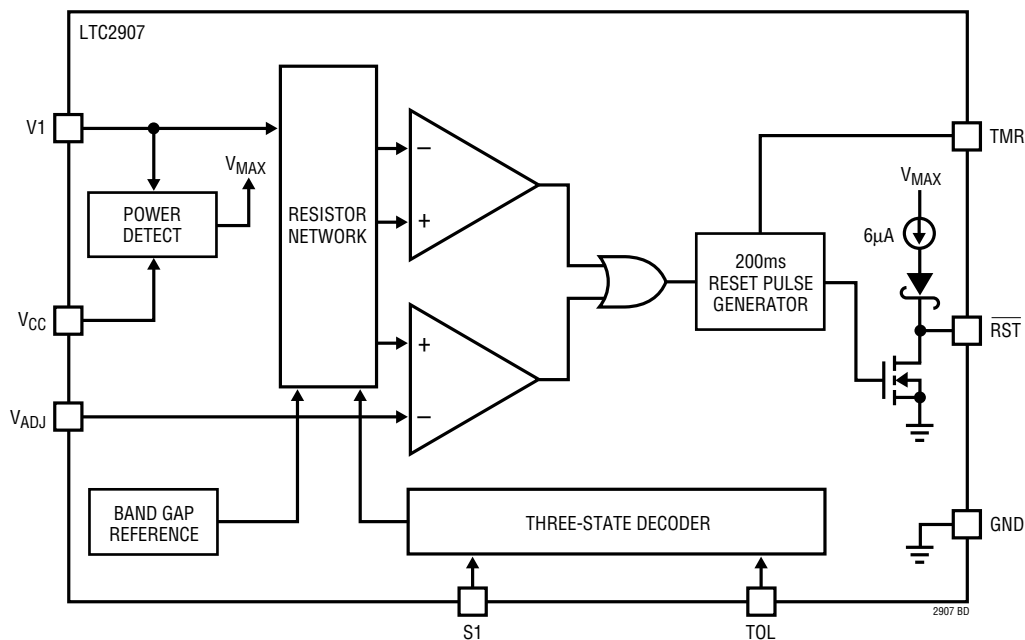 LTC2907
V1
TMR
VMAX
VMAX
POWER
DETECT
RESISTOR
NETWORK
−
+
6µA
200ms
RESET PULSE
GENERATOR
VCC
RST
+
−
VADJ
BAND GAP
REFERENCE
THREE-STATE DECODER
GND
S1
TOL
2907 BD